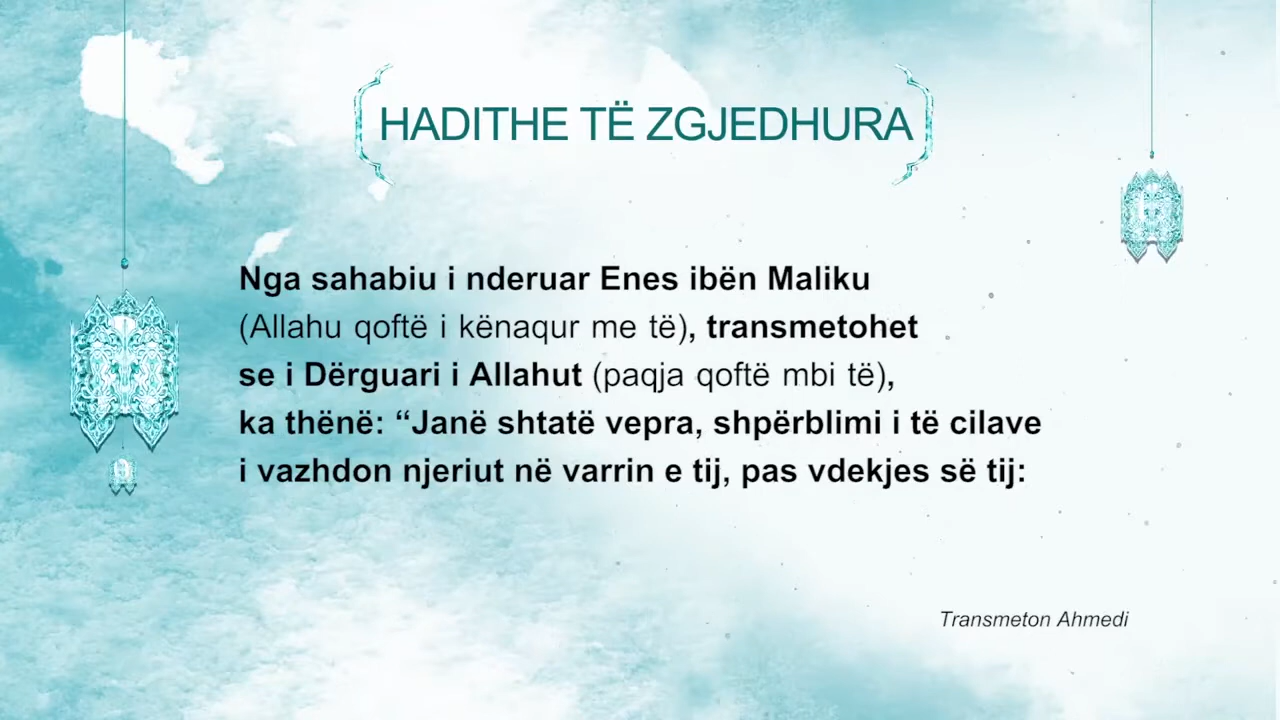 HADITHE TË ZGJEDHURA
Nga sahabiu i nderuar Enes ibën Maliku
(Allahu qoftë i kënaqur me të), transmetohet
se i Dërguari i Allahut (paqja qoftë mbi të),
ka thënë: “Janë shtatë vepra, shpërblimi i të cilave
i vazhdon njeriut në varrin e tij, pas vdekjes së tij:
Transmeton Ahmedi